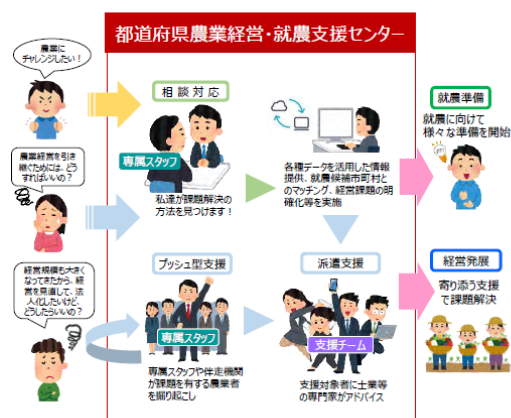 都道府県農業経営・就農支援センター
農業に
チャレンジしたい!
農業経営を引き
継ぐためには、どう
すればいいの?
経営規模も大きく
なってきたから、経
営を見直して、法
人化したいけど、
どうしたらいいの?
相談対応
専属スタッフ
私達が課題解決の
方法を見つけます!
各種データを活用した情報
提供、就農候補市町村と
のマッチング、経営課題の明
確化等を実施
プッシュ型支援
専属スタッフ
専属スタッフや伴走機関
が課題を有する農業者
を掘り起こし
派遣支援
支援チーム
支援対象者に士業等
の専門家がアドバイス
就農準備
就農に向けて
様々な準備を開始
経営発展
寄り添う支援
で課題解決